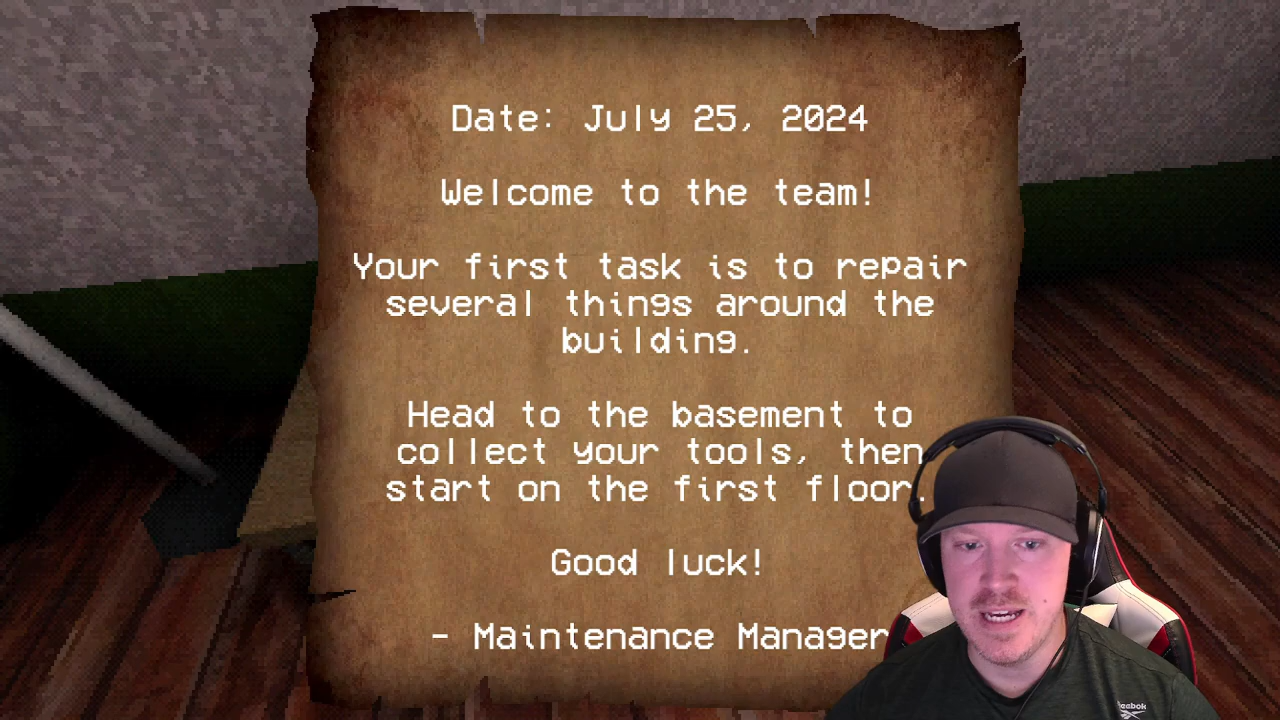 Date: July 25, 2024
Welcome to the team!
Your first task is to repair
several things around the
building.
Head to the basement to
collect your tools, then
start on the first floor.
Good luck!
- Maintenance Manager
Reebok